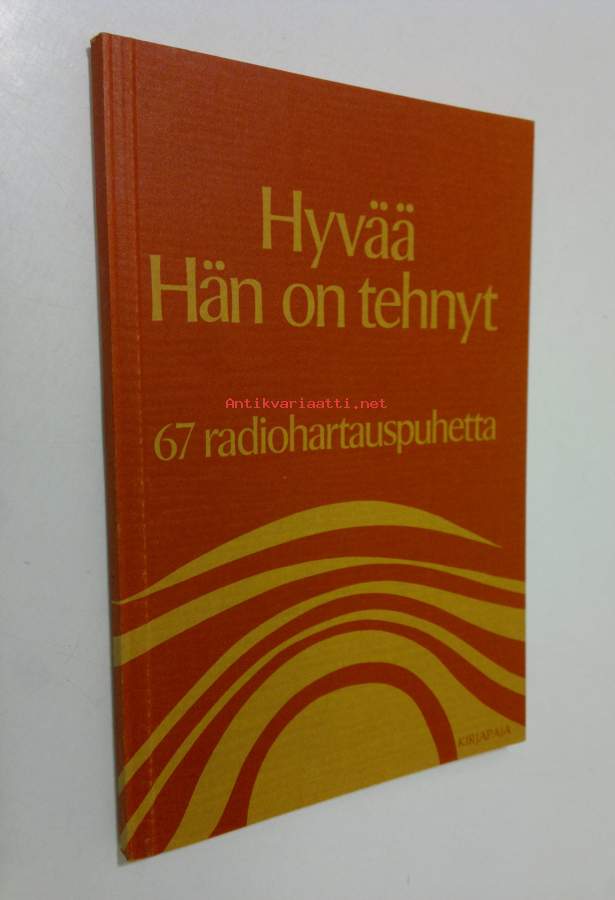 Hyvää
Hän on tehnyt
Antikvariaatti.net
67 radiohartauspuhetta
KIRJAPAJA